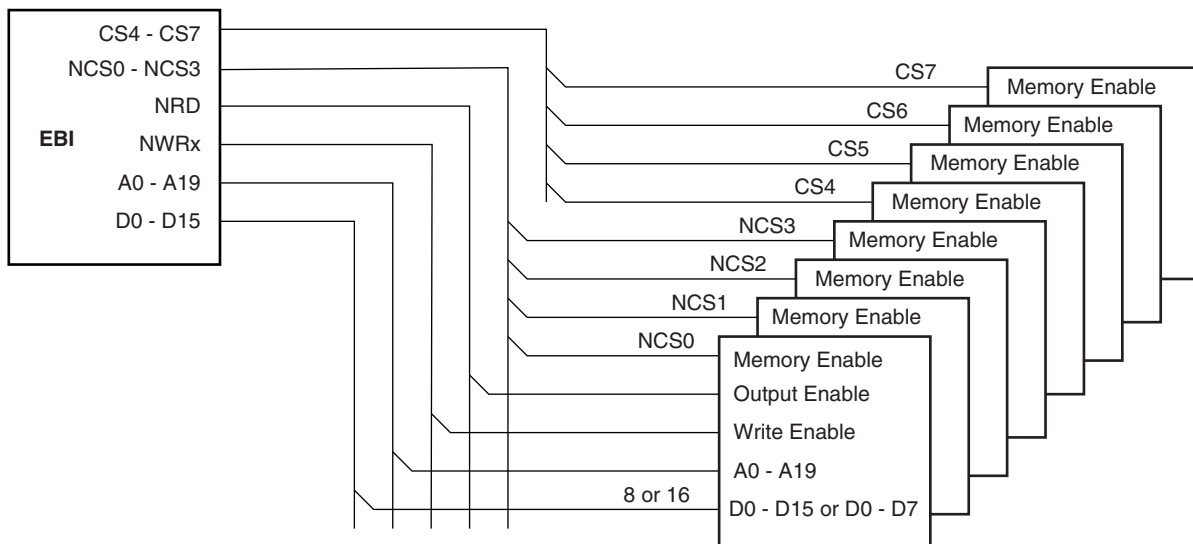 CS4 - CS7
NCS0 - NCS3
NRD
EBI
NWRx
A0 - A19
D0 - D15
CS7
Memory Enable
CS6
Memory Enable
CS5
Memory Enable
CS4
Memory Enable
NCS3
Memory Enable
NCS2
Memory Enable
NCS1
Memory Enable
NCS0
Memory Enable
Output Enable
Write Enable
A0 - A19
8 or 16
D0 - D15 or D0 - D7